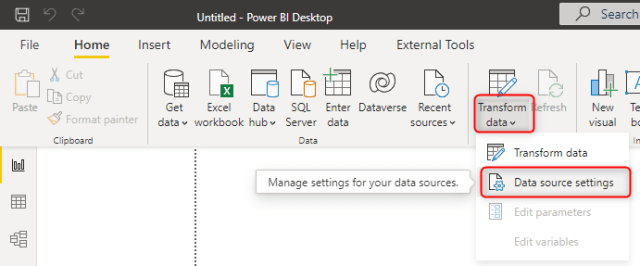 Untitled - Power BI Desktop
Search
File Home Insert Modeling View Help External Tools
Paste
Cut
Copy
Format painter
Clipboard
Get data
Excel workbook
Data hub
SQL Server
Enter data
Dataverse
Recent sources
Data
Transform data
Refresh
New visual
Transform data
Manage settings for your data sources.
Data source settings
Edit parameters
Edit variables